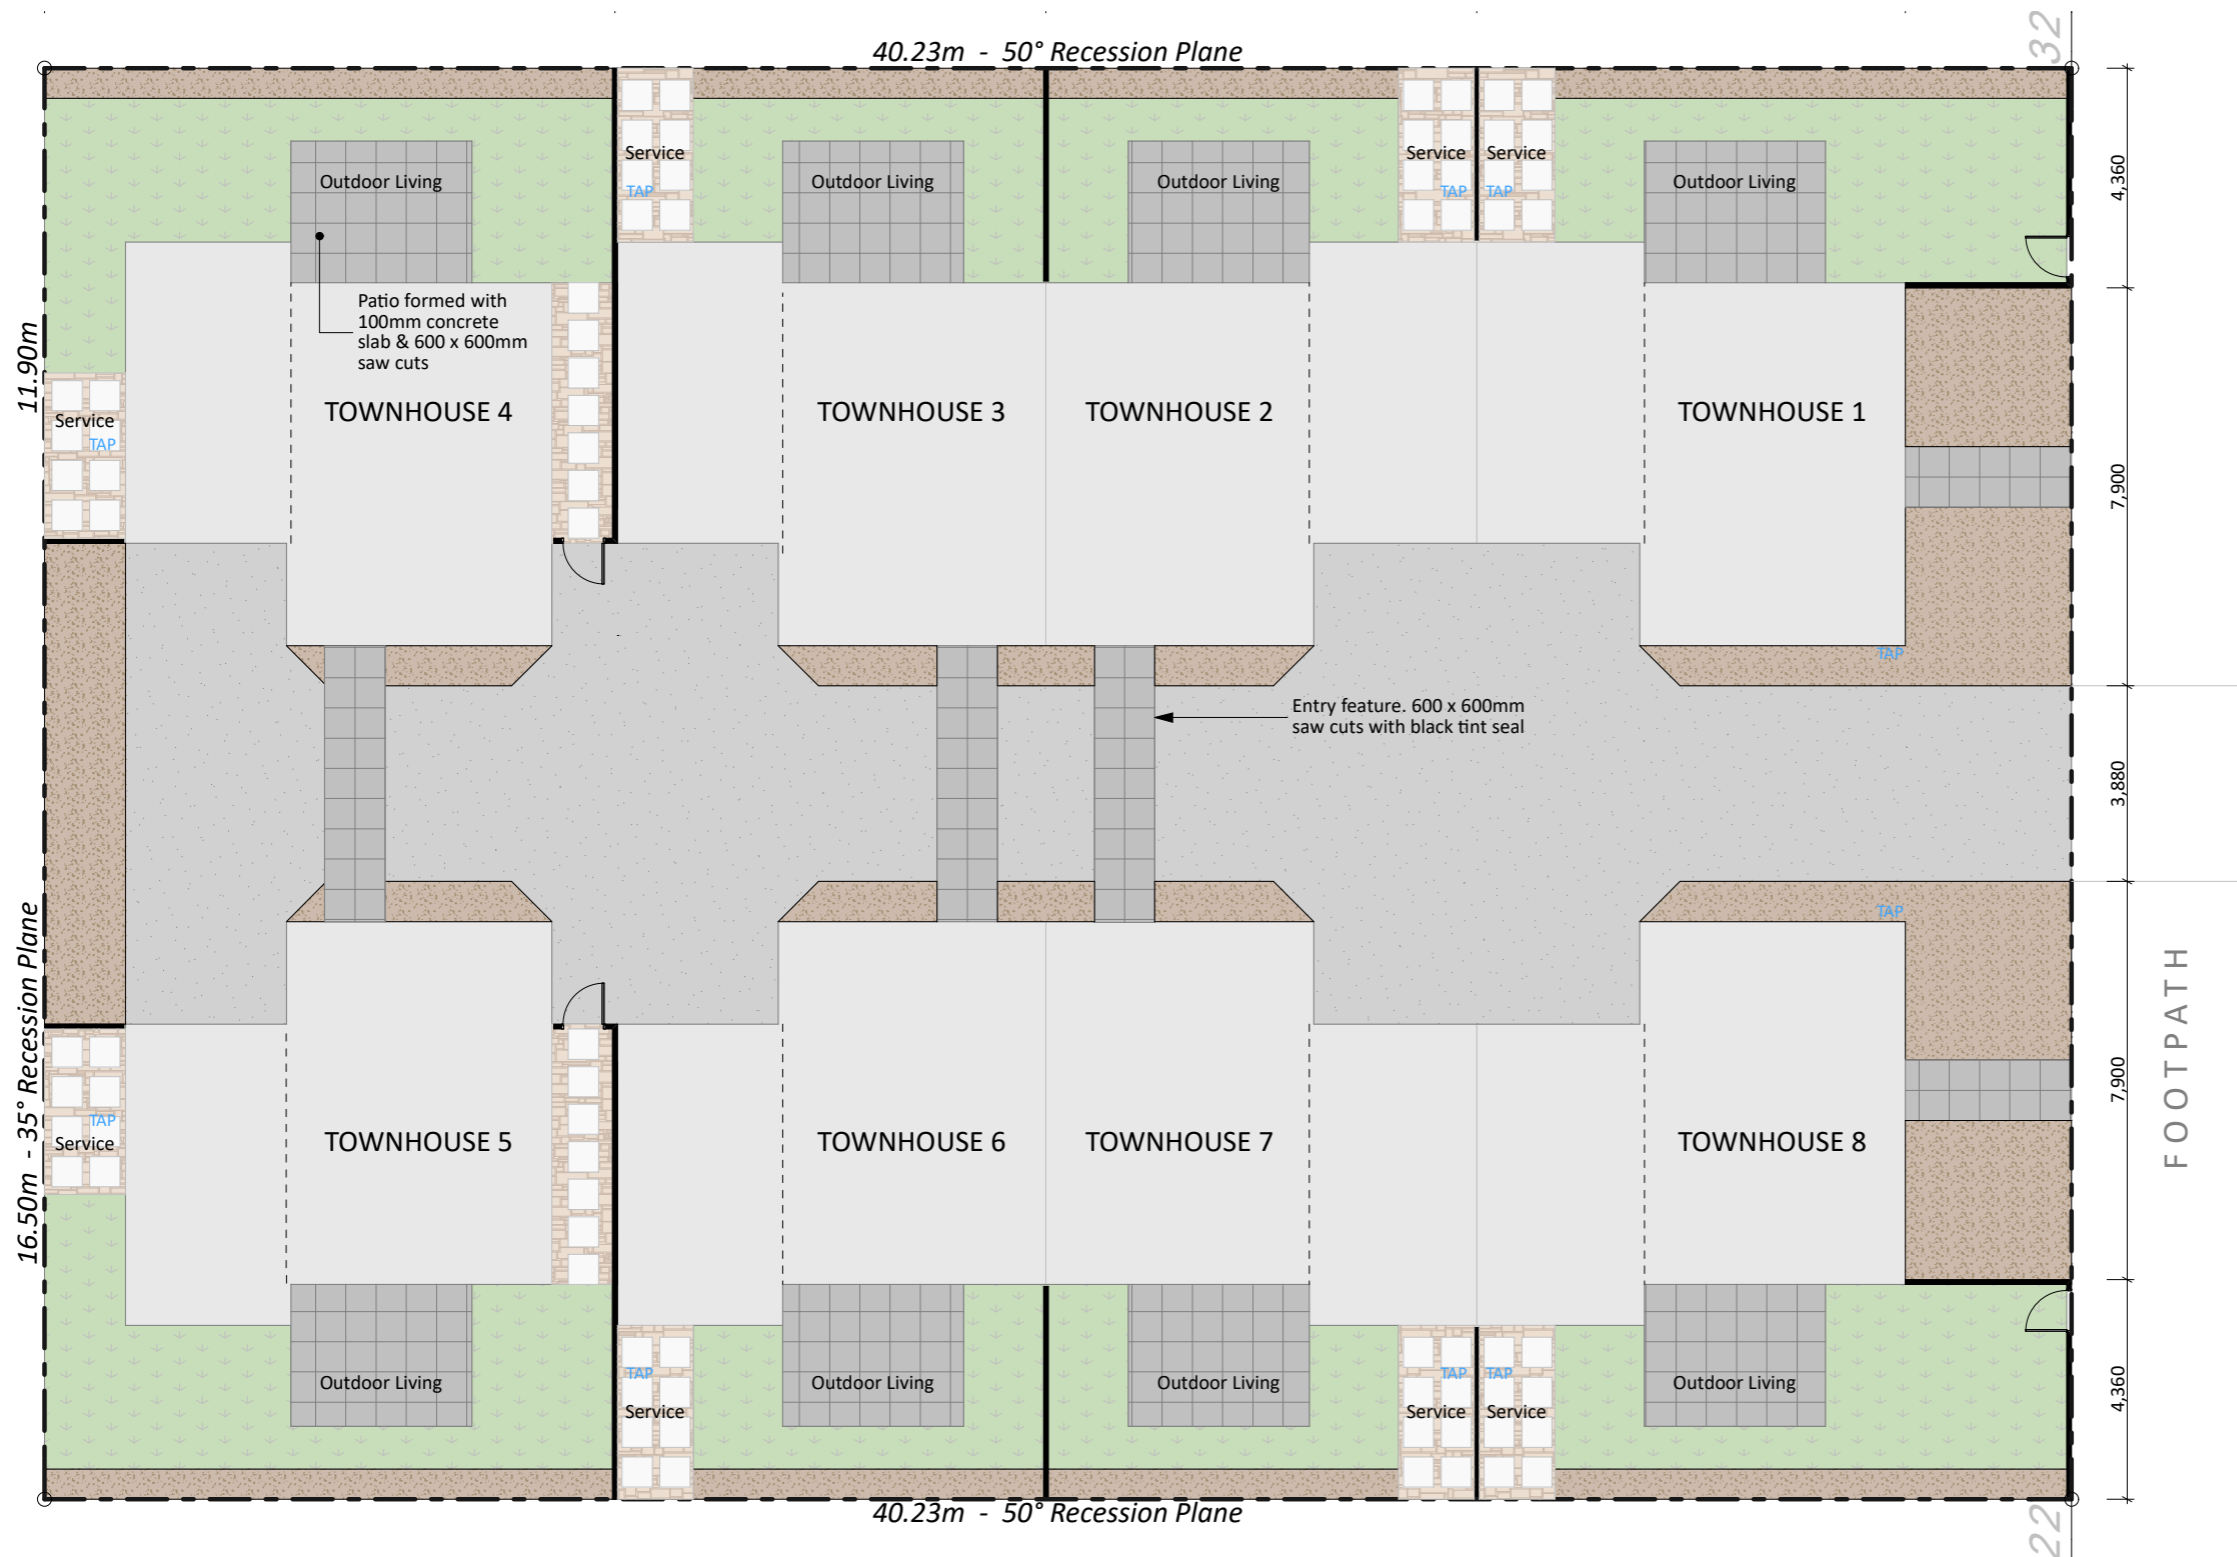 32
40.23m - 50° Recession Plane
Service
Service
Service
TAP
TAP
TAP
Outdoor Living
Outdoor Living
Outdoor Living
Outdoor Living
4,360
Patio formed with
100mm concrete
slab & 600 x 600mm
saw cuts
11.90m
Service
TAP
TOWNHOUSE 4
TOWNHOUSE 3
TOWNHOUSE 2
TOWNHOUSE 1
7,900
TAP
Entry feature. 600 x 600mm
saw cuts with black tint seal
3,880
TAP
16.50m - 35° Recession Plane
FOOTPATH
TAP
Service
TOWNHOUSE 5
TOWNHOUSE 6
TOWNHOUSE 7
TOWNHOUSE 8
7,900
TAP
TAP
TAP
Outdoor Living
Outdoor Living
Outdoor Living
Outdoor Living
4,360
Service
Service
Service
40.23m - 50° Recession Plane
22